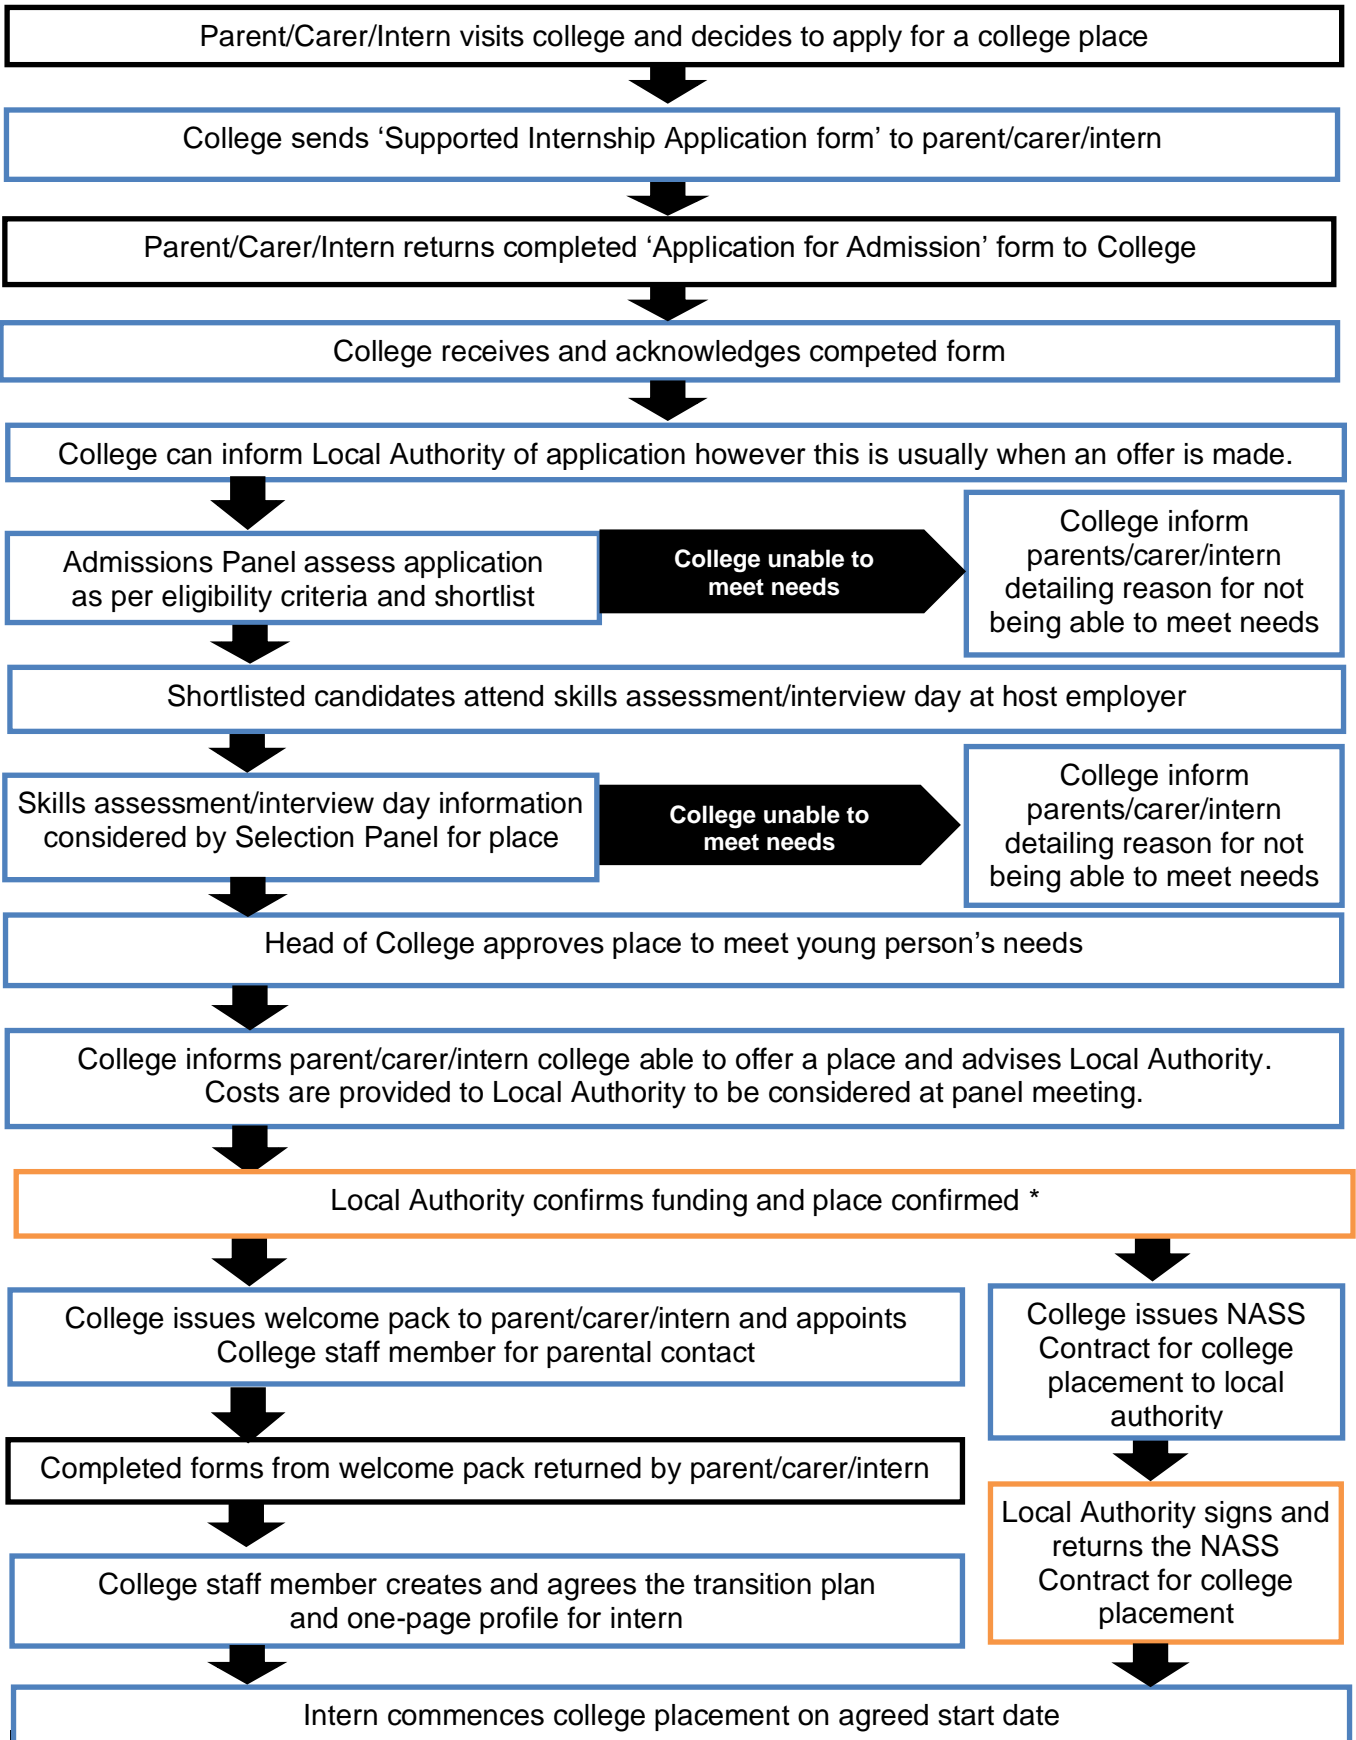 Parent/Carer/Intern visits college and decides to apply for a college place
College sends ‘Supported Internship Application form’ to parent/carer/intern
Parent/Carer/Intern returns completed ‘Application for Admission’ form to College
College receives and acknowledges competed form
College can inform Local Authority of application however this is usually when an offer is made.
Admissions Panel assess application
as per eligibility criteria and shortlist
College unable to
meet needs
College inform
parents/carer/intern
detailing reason for not
being able to meet needs
Shortlisted candidates attend skills assessment/interview day at host employer
Skills assessment/interview day information
considered by Selection Panel for place
College unable to
meet needs
College inform
parents/carer/intern
detailing reason for not
being able to meet needs
Head of College approves place to meet young person’s needs
College informs parent/carer/intern college able to offer a place and advises Local Authority.
Costs are provided to Local Authority to be considered at panel meeting.
Local Authority confirms funding and place confirmed *
College issues welcome pack to parent/carer/intern and appoints
College staff member for parental contact
College issues NASS
Contract for college
placement to local
authority
Completed forms from welcome pack returned by parent/carer/intern
Local Authority signs and
returns the NASS
Contract for college
placement
College staff member creates and agrees the transition plan
and one-page profile for intern
Intern commences college placement on agreed start date